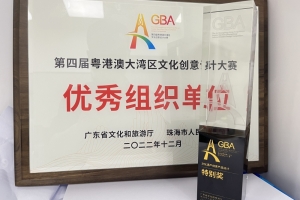 GBA
第四届粤港澳大湾区文化创意设计大赛
优秀组织单位
广东省文化和旅游厅 珠海市人民
二〇二二年十二月
GBA
特别奖